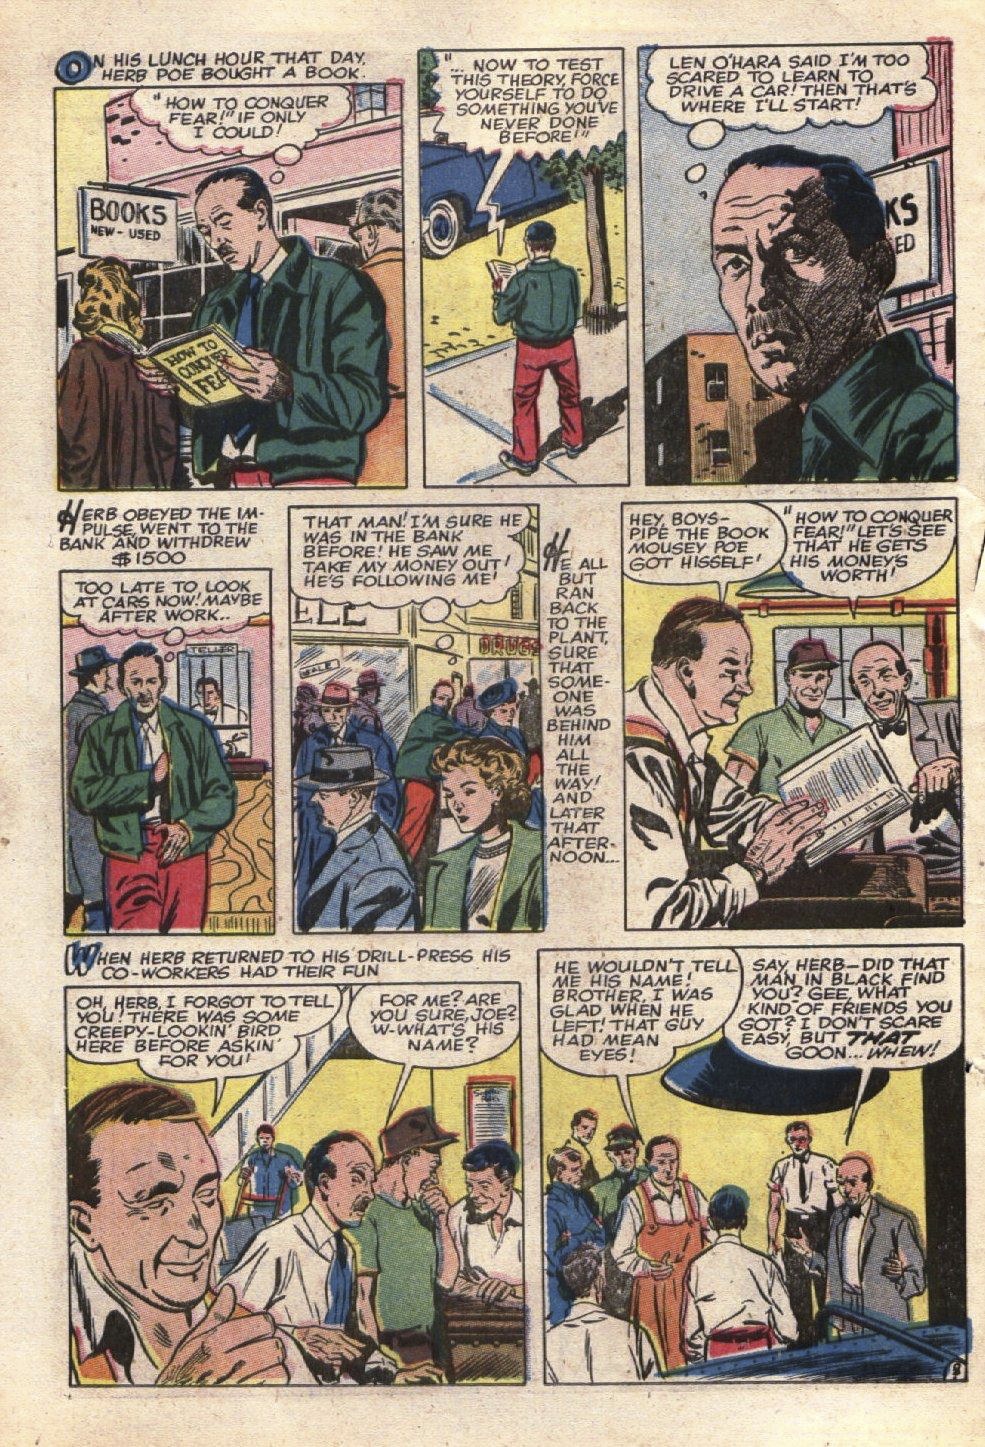 ON HIS LUNCH HOUR THAT DAY,
HERB POE BOUGHT A BOOK.
"HOW TO CONQUER
FEAR!" IF ONLY
I COULD!
BOOKS
NEW - USED
HOW TO
CONQUER
FEAR
"... NOW TO TEST
THIS THEORY, FORCE
YOURSELF TO DO
SOMETHING YOU'VE
NEVER DONE
BEFORE!"
LEN O'HARA SAID I'M TOO
SCARED TO LEARN TO
DRIVE A CAR! THEN THAT'S
WHERE I'LL START!
KS
ED
HERB OBEYED THE IM-
PULSE, WENT TO THE
BANK AND WITHDREW
$1500
TOO LATE TO LOOK
AT CARS NOW! MAYBE
AFTER WORK..
TELLER
THAT MAN! I'M SURE HE
WAS IN THE BANK
BEFORE! HE SAW ME
TAKE MY MONEY OUT!
HE'S FOLLOWING ME!
ELL
DRUGS
SALE
HE ALL
BUT
RAN
BACK
TO THE
PLANT,
SURE
THAT
SOME-
ONE
WAS
BEHIND
HIM
ALL
THE
WAY!
AND
LATER
THAT
AFTER-
NOON...
HEY, BOYS-
PIPE THE BOOK
MOUSEY POE
GOT HISSELF!
"HOW TO CONQUER
FEAR!" LET'S SEE
THAT HE GETS
HIS MONEY'S
WORTH!
WHEN HERB RETURNED TO HIS DRILL-PRESS HIS
CO-WORKERS HAD THEIR FUN
OH, HERB, I FORGOT TO TELL
YOU! THERE WAS SOME
CREEPY-LOOKIN' BIRD
HERE BEFORE ASKIN'
FOR YOU!
FOR ME? ARE
YOU SURE, JOE?
W-WHAT'S HIS
NAME?
HE WOULDN'T TELL
ME HIS NAME!
BROTHER, I WAS
GLAD WHEN HE
LEFT! THAT GUY
HAD MEAN
EYES!
SAY, HERB-DID THAT
MAN IN BLACK FIND
YOU? GEE, WHAT
KIND OF FRIENDS YOU
GOT? I DON'T SCARE
EASY, BUT THAT
GOON... WHEW!